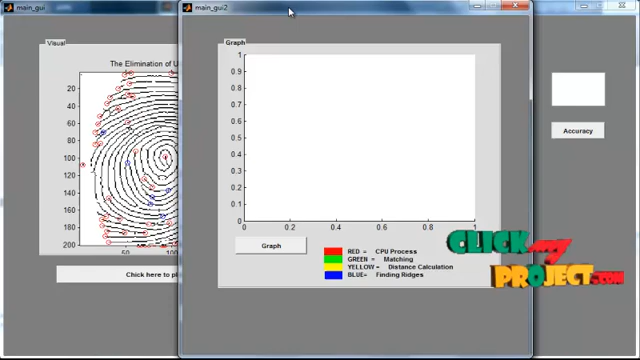 main_gui
main_gui2
Visual
Graph
The Elimination of U
20
40
60
80
100
120
140
160
180
200
50
100
1
0.9
0.8
0.7
0.6
0.5
0.4
0.3
0.2
0.1
0
0 0.2 0.4 0.6 0.8 1
Graph
RED = CPU Process
GREEN = Matching
YELLOW = Distance Calculation
BLUE= Finding Ridges
Click here to pl
Accuracy
CLICK my
PROJECT.COM